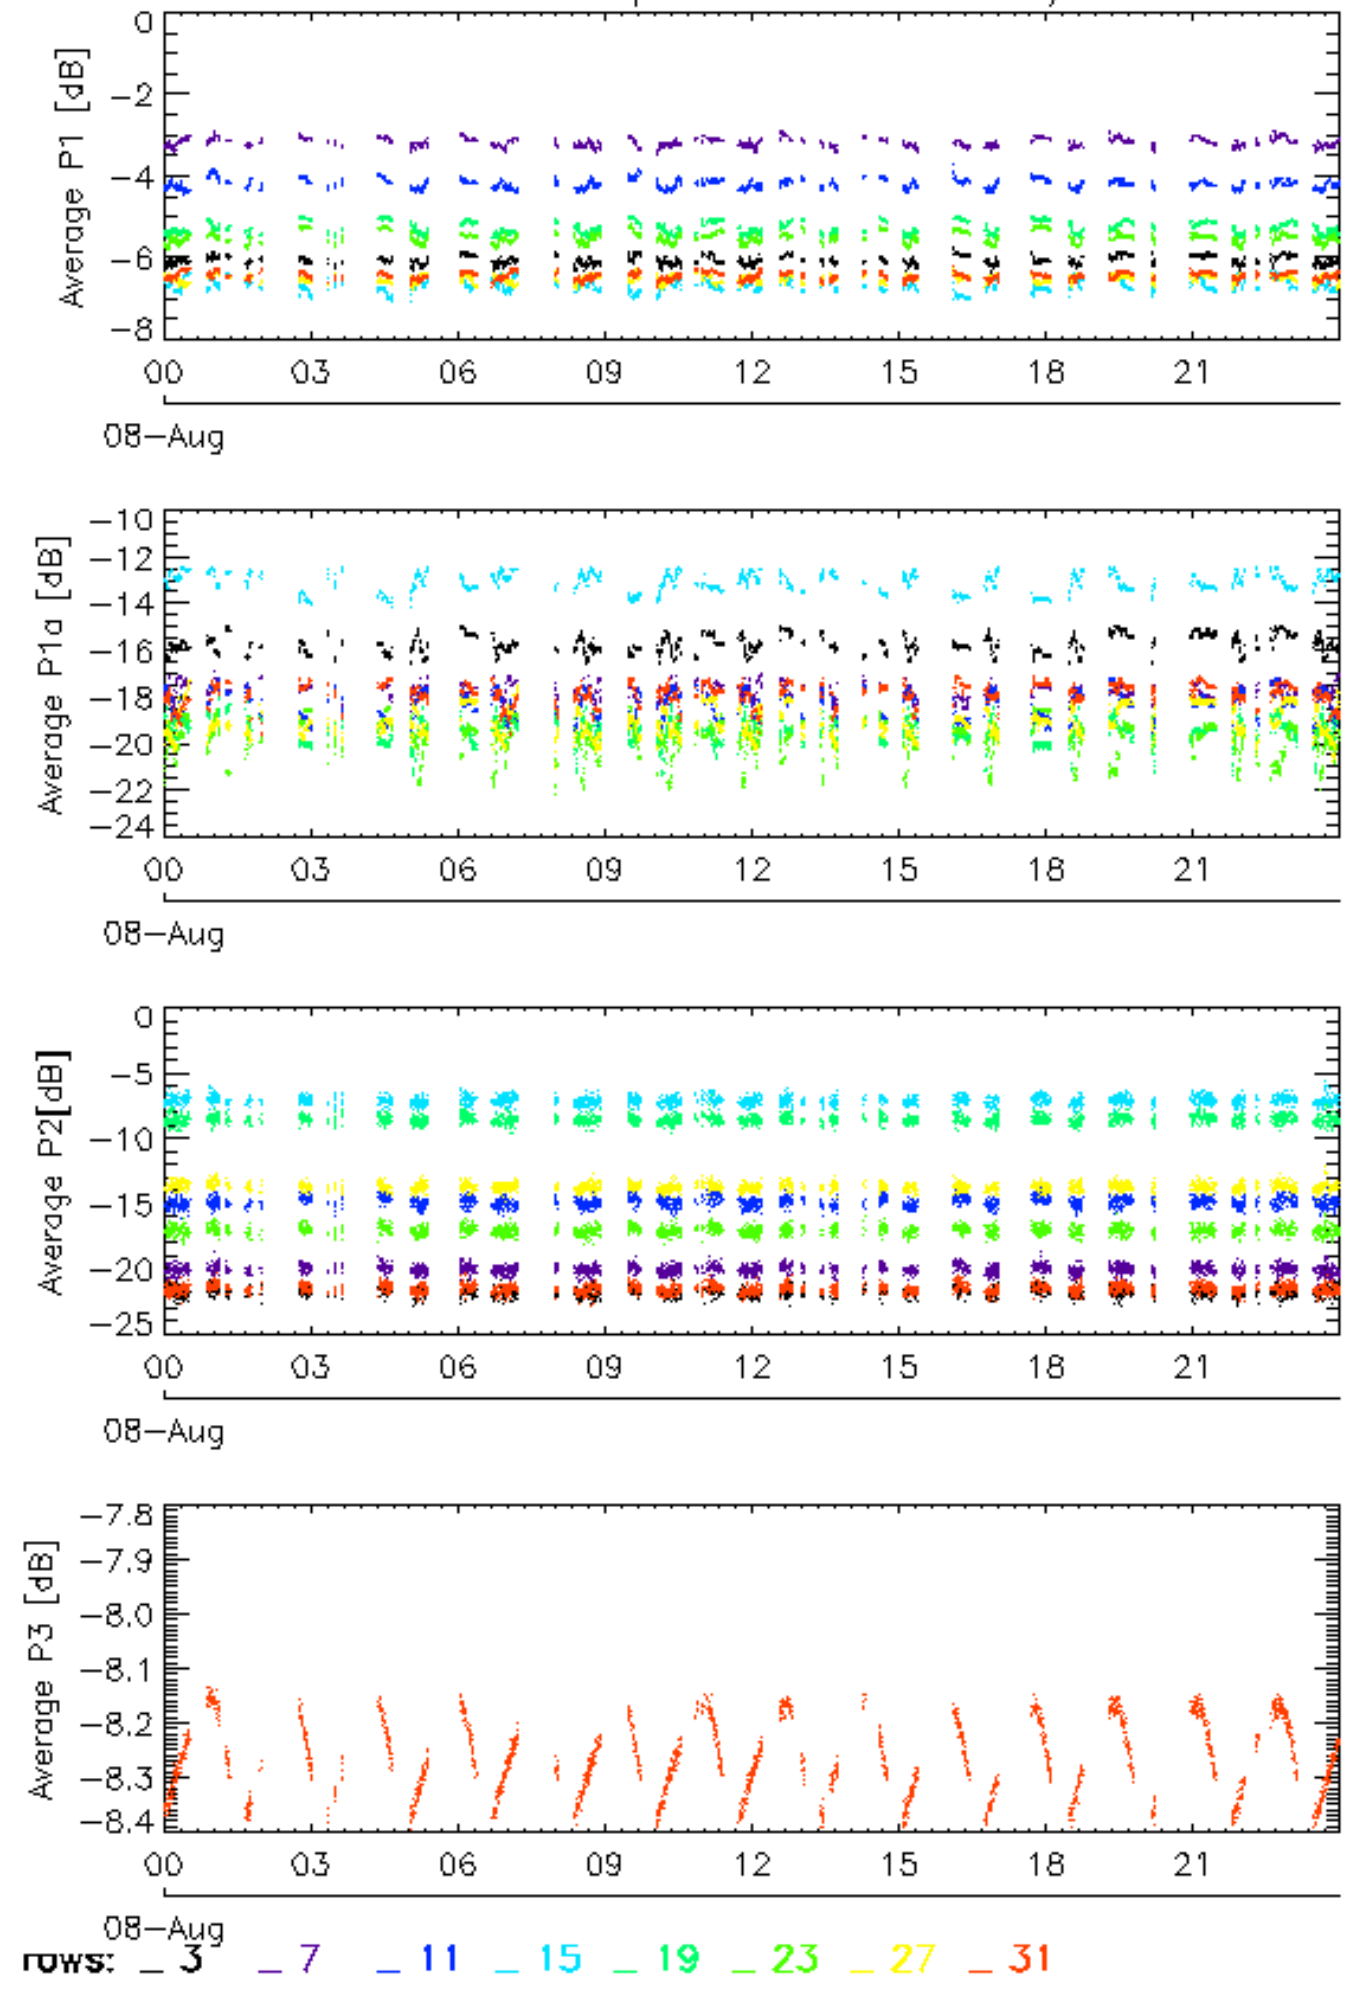 0
-2
-4
-6
-8
Average P1 [dB]
00 03 06 09 12 15 18 21
08-Aug
-10
-12
-14
-16
-18
-20
-22
-24
Average P1a [dB]
00 03 06 09 12 15 18 21
08-Aug
0
-5
-10
-15
-20
-25
Average P2[dB]
00 03 06 09 12 15 18 21
08-Aug
-7.8
-7.9
-8.0
-8.1
-8.2
-8.3
-8.4
Average P3 [dB]
00 03 06 09 12 15 18 21
08-Aug
rows: _ 3 _ 7 _ 11 _ 15 _ 19 _ 23 _ 27 _ 31